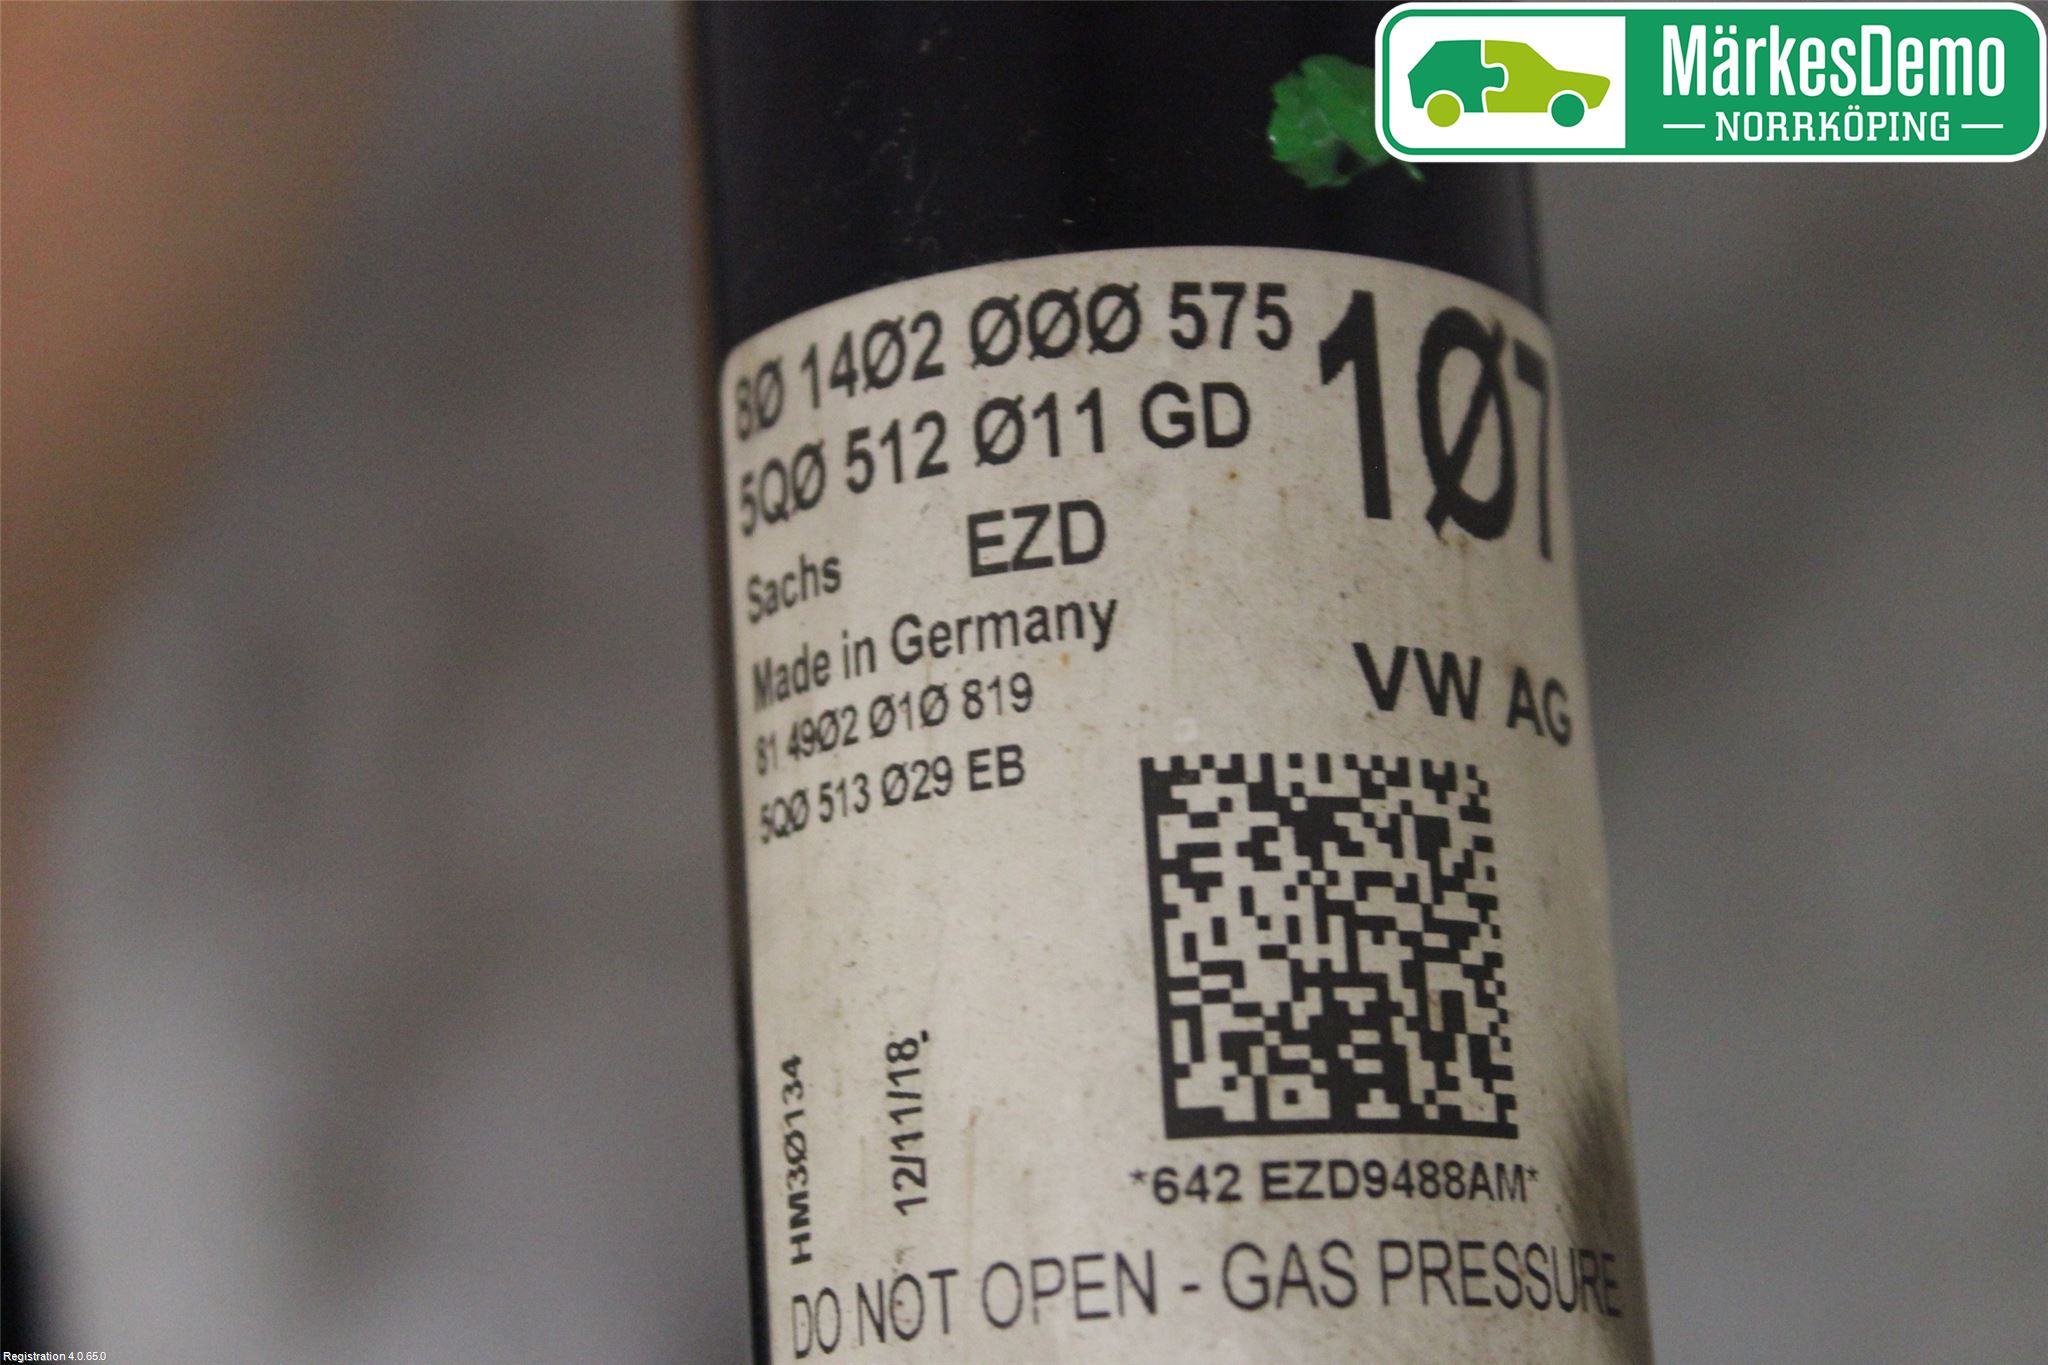 MärkesDemo
NORRKÖPING
8Ø 14Ø2 ØØØ 575
1Ø7
5QØ 512 Ø11 GD
Sachs EZD
Made in Germany
81 49Ø2 Ø1Ø 819
5QØ 513 Ø29 EB
VW AG
HM3Ø134
12/11/18
*642 EZD9488AM*
DO NOT OPEN - GAS PRESSURE
Registration 4.0.65.0